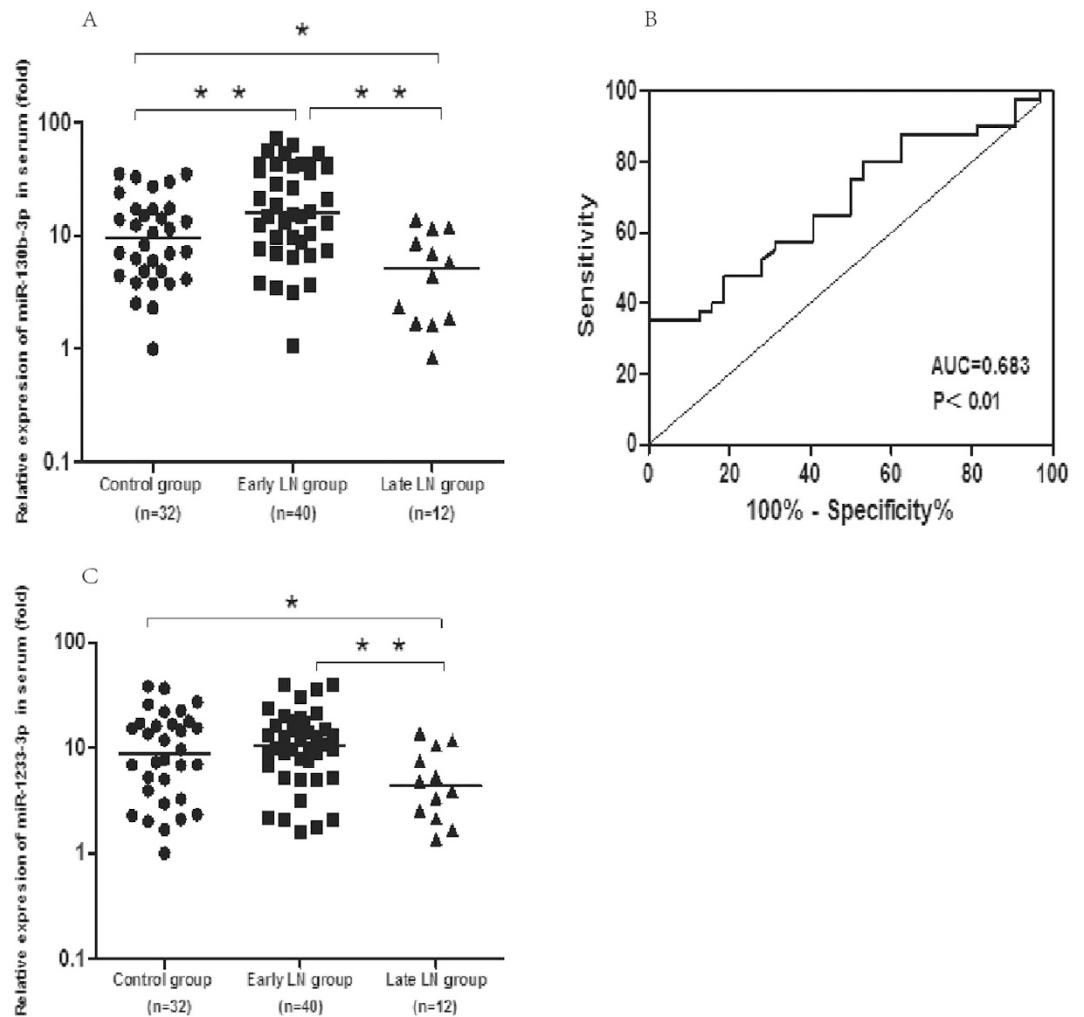 A
Relative expresion of miR-130b-3p in serum (fold)
*
* *
* *
100
10
1
0.1
Control group
(n=32)
Early LN group
(n=40)
Late LN group
(n=12)
B
Sensitivity
100
80
60
40
20
0
AUC=0.683
P< 0.01
0
20
40
60
80
100
100% - Specificity%
C
Relative expresion of miR-1233-3p in serum (fold)
*
* *
100
10
1
0.1
Control group
(n=32)
Early LN group
(n=40)
Late LN group
(n=12)